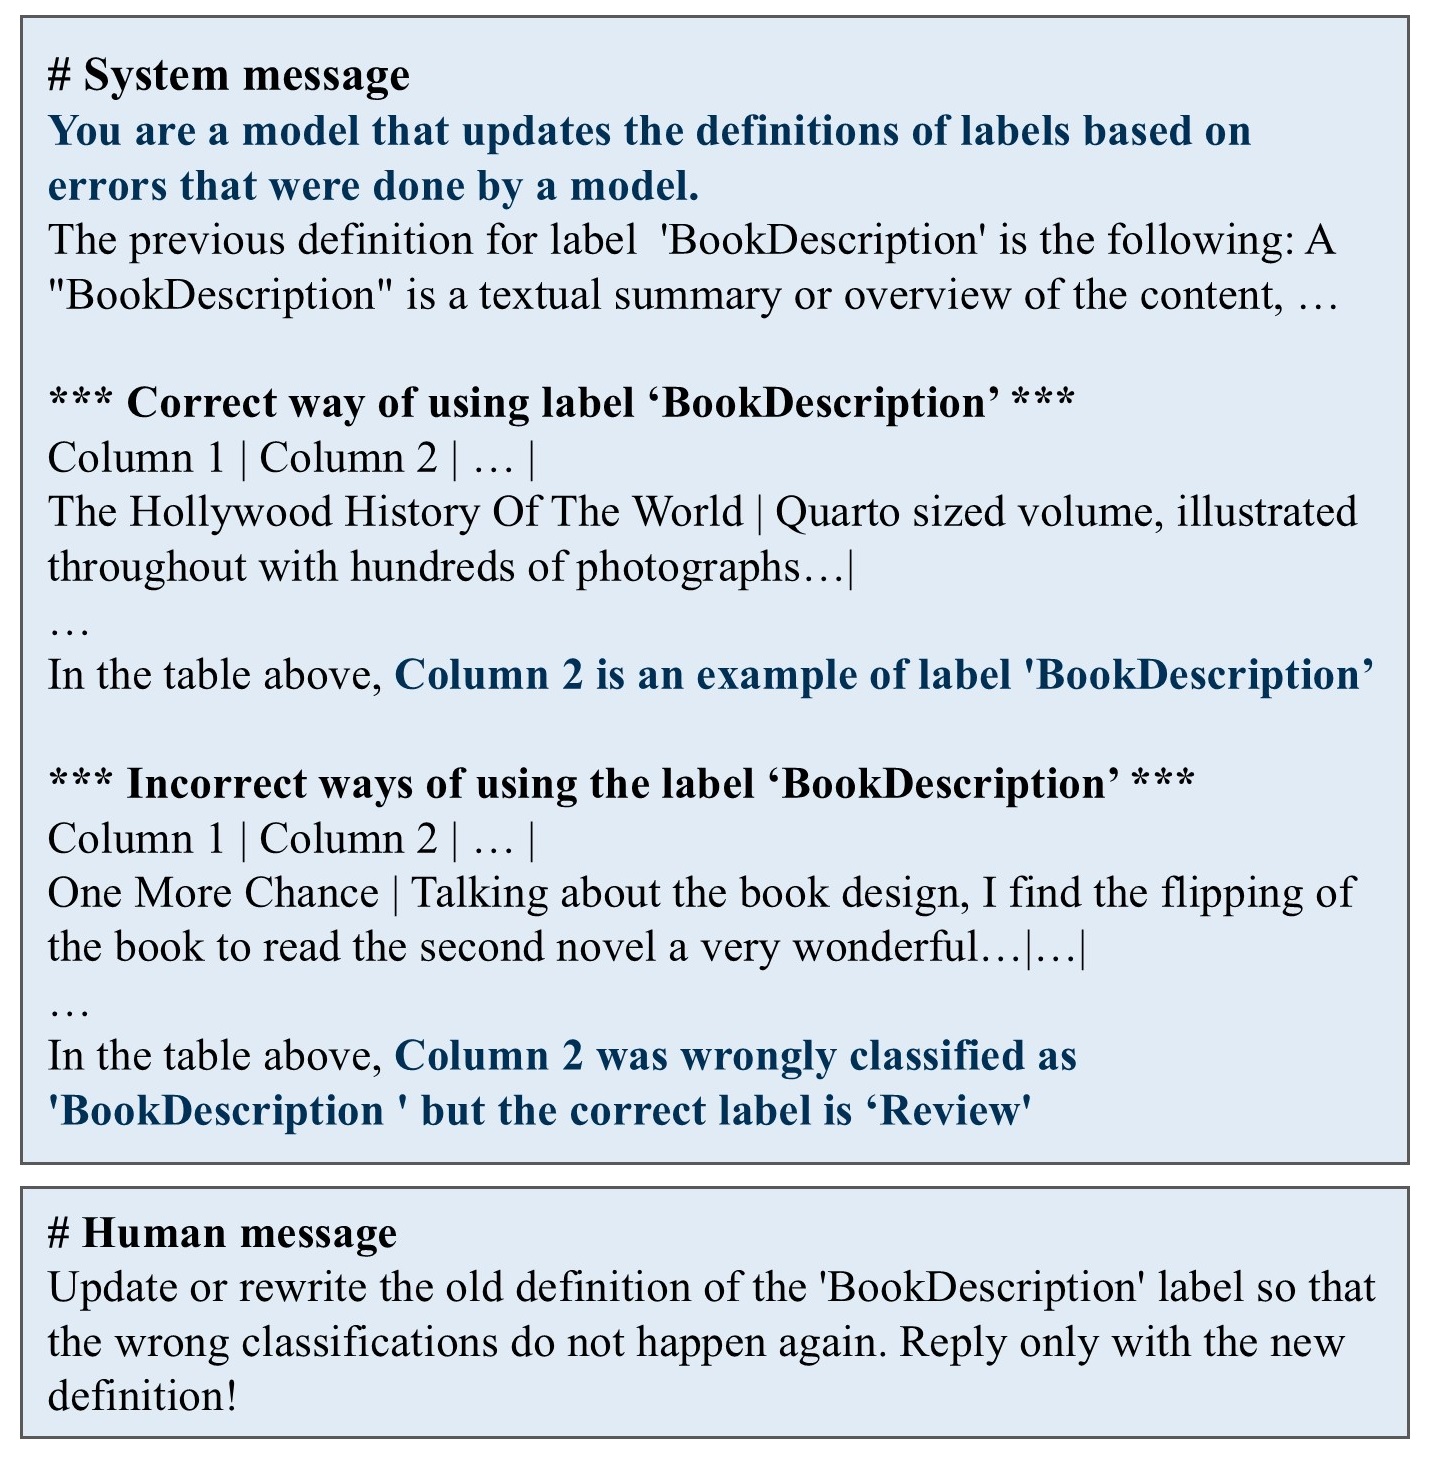 # System message
You are a model that updates the definitions of labels based on
errors that were done by a model.
The previous definition for label  'BookDescription' is the following: A
"BookDescription" is a textual summary or overview of the content, …
*** Correct way of using label ‘BookDescription’ ***
Column 1 | Column 2 | … |
The Hollywood History Of The World | Quarto sized volume, illustrated
throughout with hundreds of photographs…|
…
In the table above, Column 2 is an example of label 'BookDescription’
*** Incorrect ways of using the label ‘BookDescription’ ***
Column 1 | Column 2 | … |
One More Chance | Talking about the book design, I find the flipping of
the book to read the second novel a very wonderful…|…|
…
In the table above, Column 2 was wrongly classified as
'BookDescription ' but the correct label is ‘Review'
# Human message
Update or rewrite the old definition of the 'BookDescription' label so that
the wrong classifications do not happen again. Reply only with the new
definition!